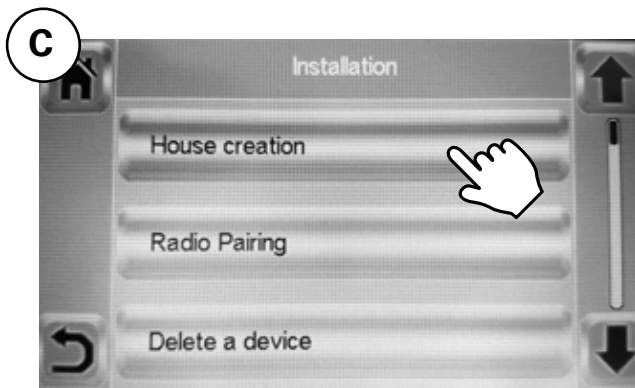 C
Installation
House creation
Radio Pairing
Delete a device